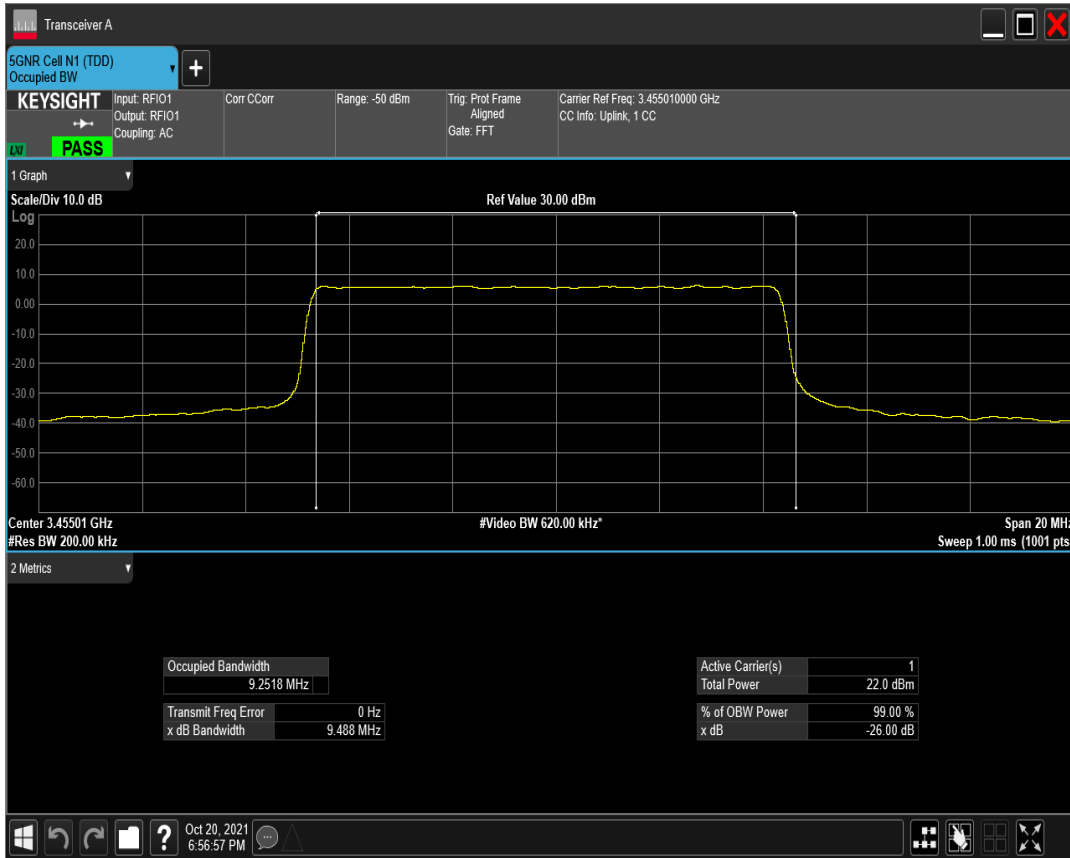 Transceiver A
5GNR Cell N1 (TDD)
Occupied BW
+
KEYSIGHT
LXI
PASS
Input: RFIO1
Output: RFIO1
Coupling: AC
Corr CCorr
Range: -50 dBm
Trig: Prot Frame
Aligned
Gate: FFT
Carrier Ref Freq: 3.455010000 GHz
CC Info: Uplink, 1 CC
1 Graph
Scale/Div 10.0 dB
Ref Value 30.00 dBm
Log
20.0
10.0
0.00
-10.0
-20.0
-30.0
-40.0
-50.0
-60.0
Center 3.45501 GHz
#Video BW 620.00 kHz*
Span 20 MHz
#Res BW 200.00 kHz
Sweep 1.00 ms (1001 pts
2 Metrics
Occupied Bandwidth
9.2518 MHz
Transmit Freq Error 0 Hz
x dB Bandwidth 9.488 MHz
Active Carrier(s) 1
Total Power 22.0 dBm
% of OBW Power 99.00 %
x dB -26.00 dB
?
Oct 20, 2021
6:56:57 PM